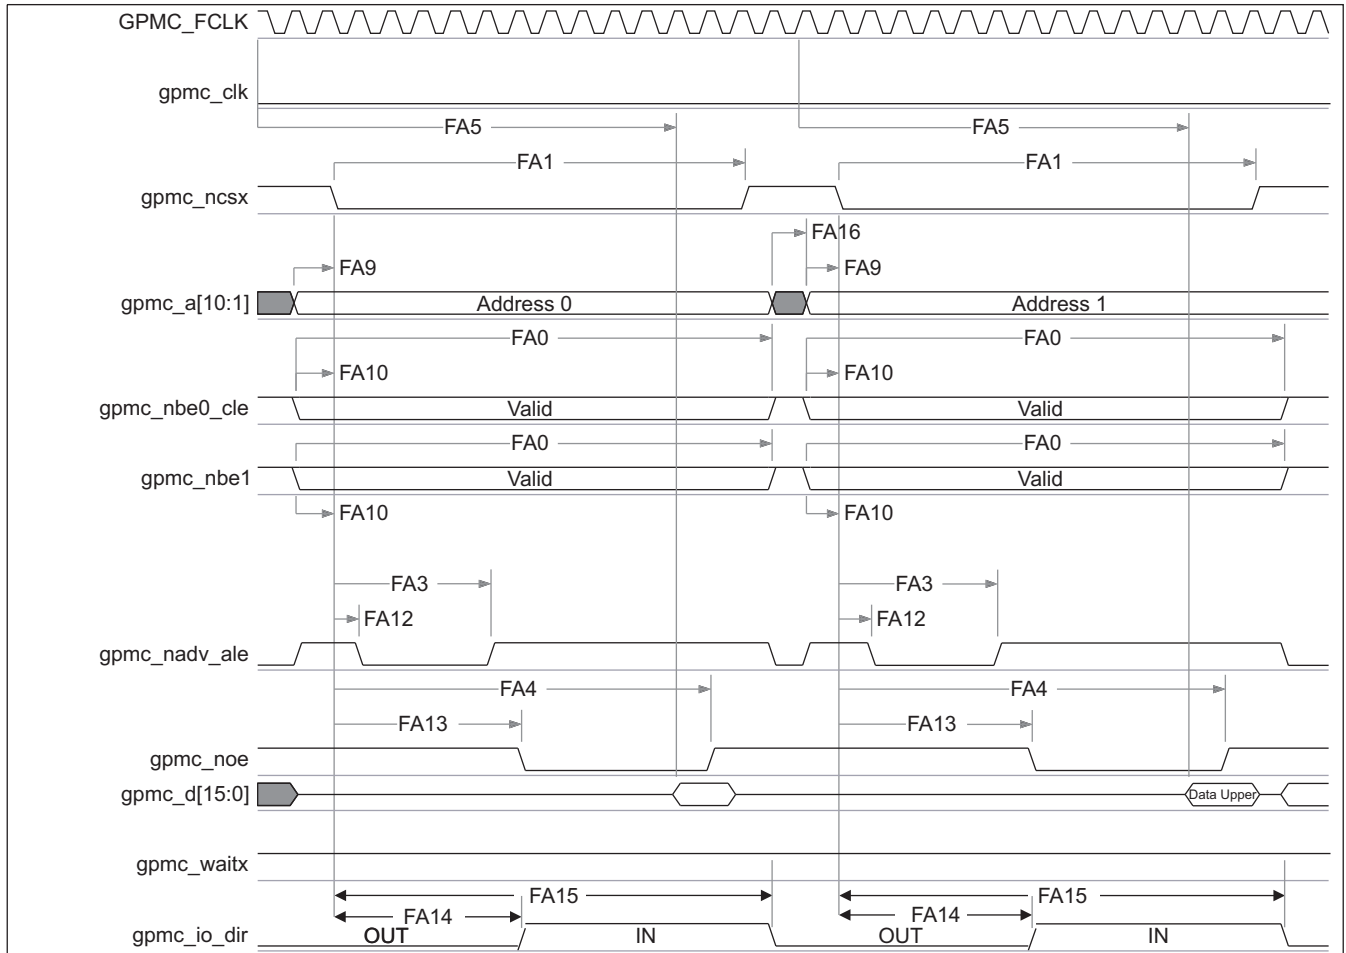 GPMC_FCLK
gpmc_clk
FA5 FA5
FA1 FA1
gpmc_ncsx
FA16
FA9 FA9
gpmc_a[10:1] Address 0 Address 1
FA0 FA0
FA10 FA10
gpmc_nbe0_cle Valid Valid
FA0 FA0
gpmc_nbe1 Valid Valid
FA10 FA10
FA3 FA3
FA12 FA12
gpmc_nadv_ale
FA4 FA4
FA13 FA13
gpmc_noe
gpmc_d[15:0] Data Upper
gpmc_waitx
FA15 FA15
FA14 FA14
gpmc_io_dir OUT IN OUT IN